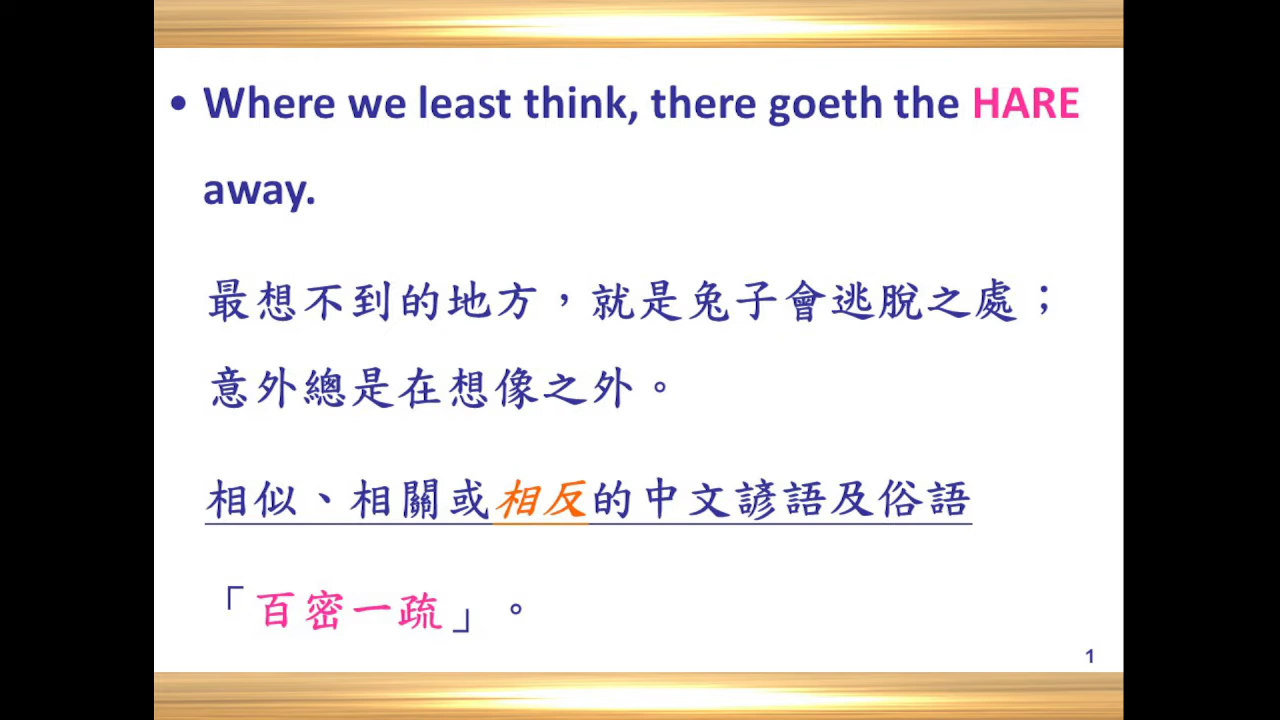 • Where we least think, there goeth the HARE
away.
最想不到的地方，就是兔子會逃脫之處；
意外總是在想像之外。
相似、相關或相反的中文諺語及俗語
「百密一疏」。
1